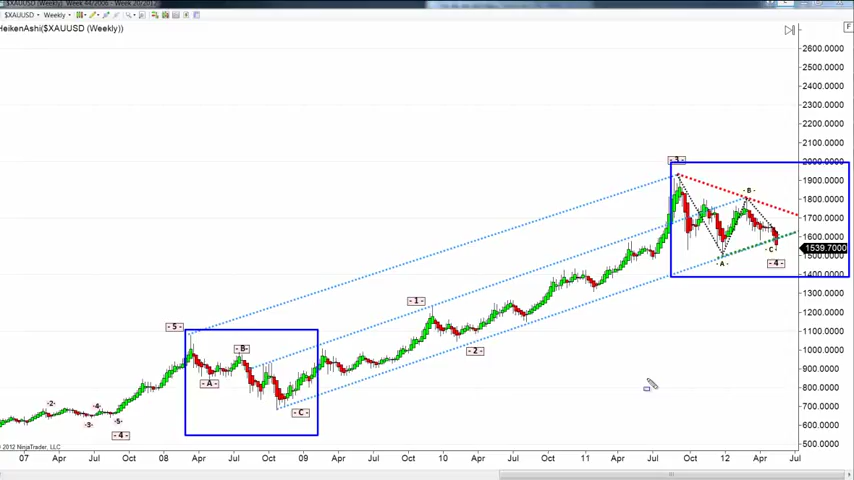 $XAUUSD (Weekly) Week 44/2006 - Week 20/2017
$XAUUSD Weekly
HeikenAshi($XAUUSD (Weekly))
F
2600.0000
2500.0000
2400.0000
2300.0000
2200.0000
2100.0000
2000.0000
- 3 -
1900.0000
- B -
1800.0000
1700.0000
1600.0000
- C -
1539.7000
1500.0000
- A -
- 4 -
1400.0000
1300.0000
- 1 -
1200.0000
- 5 -
1100.0000
- B -
- 2 -
1000.0000
900.0000
- A -
800.0000
-2-
-4-
- C -
700.0000
-3-
-5-
- 4 -
600.0000
500.0000
© 2012 NinjaTrader, LLC
07 Apr Jul Oct 08 Apr Jul Oct 09 Apr Jul Oct 10 Apr Jul Oct 11 Apr Jul Oct 12 Apr Jul